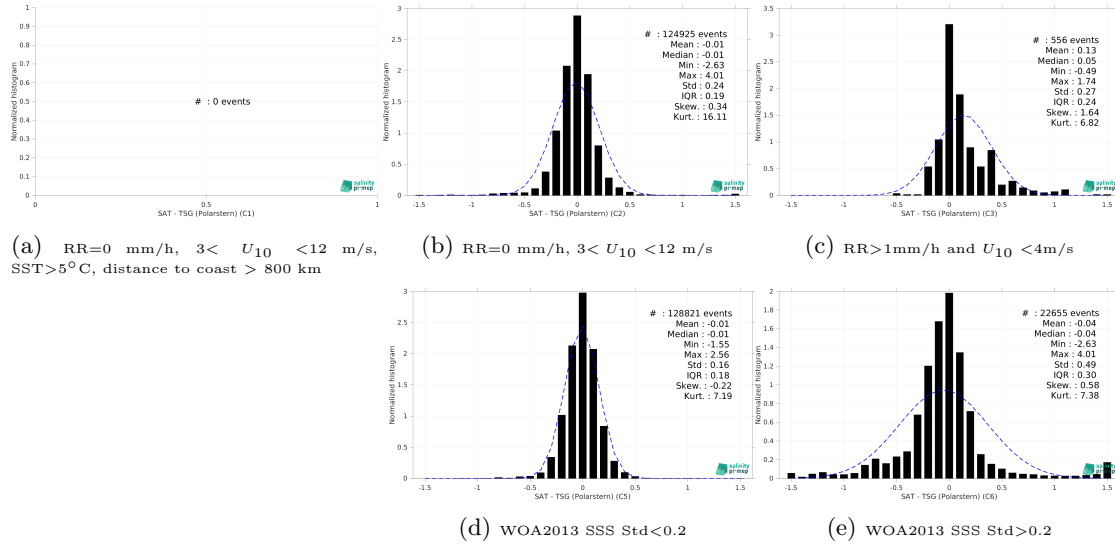 1
0.9
0.8
0.7
0.6
0.5
0.4
0.3
0.2
0.1
0
Normalized histogram
# : 0 events
salinity
pi-mep
0 0.5 1
SAT - TSG (Polarstern) (C1)
(a) RR=0 mm/h, 3< U10 <12 m/s,
SST>5°C, distance to coast > 800 km
3
2.5
2
1.5
1
0.5
0
Normalized histogram
# : 124925 events
Mean : -0.01
Median : -0.01
Min : -2.63
Max : 4.01
Std : 0.24
IQR : 0.19
Skew. : 0.34
Kurt. : 16.11
salinity
pi-mep
-1.5 -1 -0.5 0 0.5 1 1.5
SAT - TSG (Polarstern) (C2)
(b) RR=0 mm/h, 3< U10 <12 m/s
3.5
3
2.5
2
1.5
1
0.5
0
Normalized histogram
# : 556 events
Mean : 0.13
Median : 0.05
Min : -0.49
Max : 1.74
Std : 0.27
IQR : 0.24
Skew. : 1.64
Kurt. : 6.82
salinity
pi-mep
-1.5 -1 -0.5 0 0.5 1 1.5
SAT - TSG (Polarstern) (C3)
(c) RR>1mm/h and U10 <4m/s
3
2.5
2
1.5
1
0.5
0
Normalized histogram
# : 128821 events
Mean : -0.01
Median : -0.01
Min : -1.55
Max : 2.56
Std : 0.16
IQR : 0.18
Skew. : -0.22
Kurt. : 7.19
salinity
pi-mep
-1.5 -1 -0.5 0 0.5 1 1.5
SAT - TSG (Polarstern) (C5)
(d) WOA2013 SSS Std<0.2
2
1.8
1.6
1.4
1.2
1
0.8
0.6
0.4
0.2
0
Normalized histogram
# : 22655 events
Mean : -0.04
Median : -0.04
Min : -2.63
Max : 4.01
Std : 0.49
IQR : 0.30
Skew. : 0.58
Kurt. : 7.38
salinity
pi-mep
-1.5 -1 -0.5 0 0.5 1 1.5
SAT - TSG (Polarstern) (C6)
(e) WOA2013 SSS Std>0.2